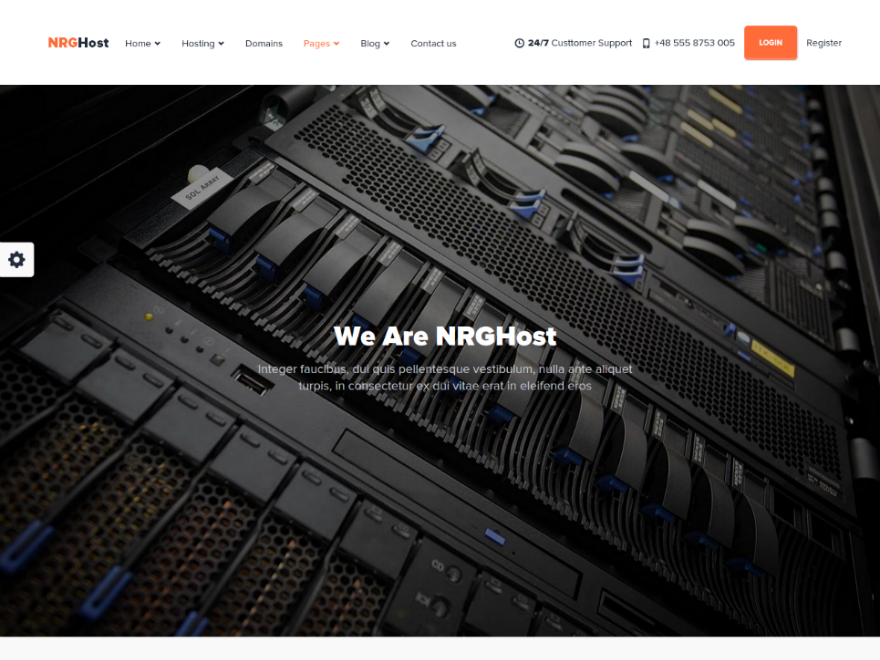 NRGHost Home Hosting Domains Pages Blog Contact us 24/7 Custtomer Support +48 555 8753 005 LOGIN Register
SQL ARRAY
We Are NRGHost
Integer faucibus, dui quis pellentesque vestibulum, nulla ante aliquet
turpis, in consectetur ex dui vitae erat in eleifend eros
CD